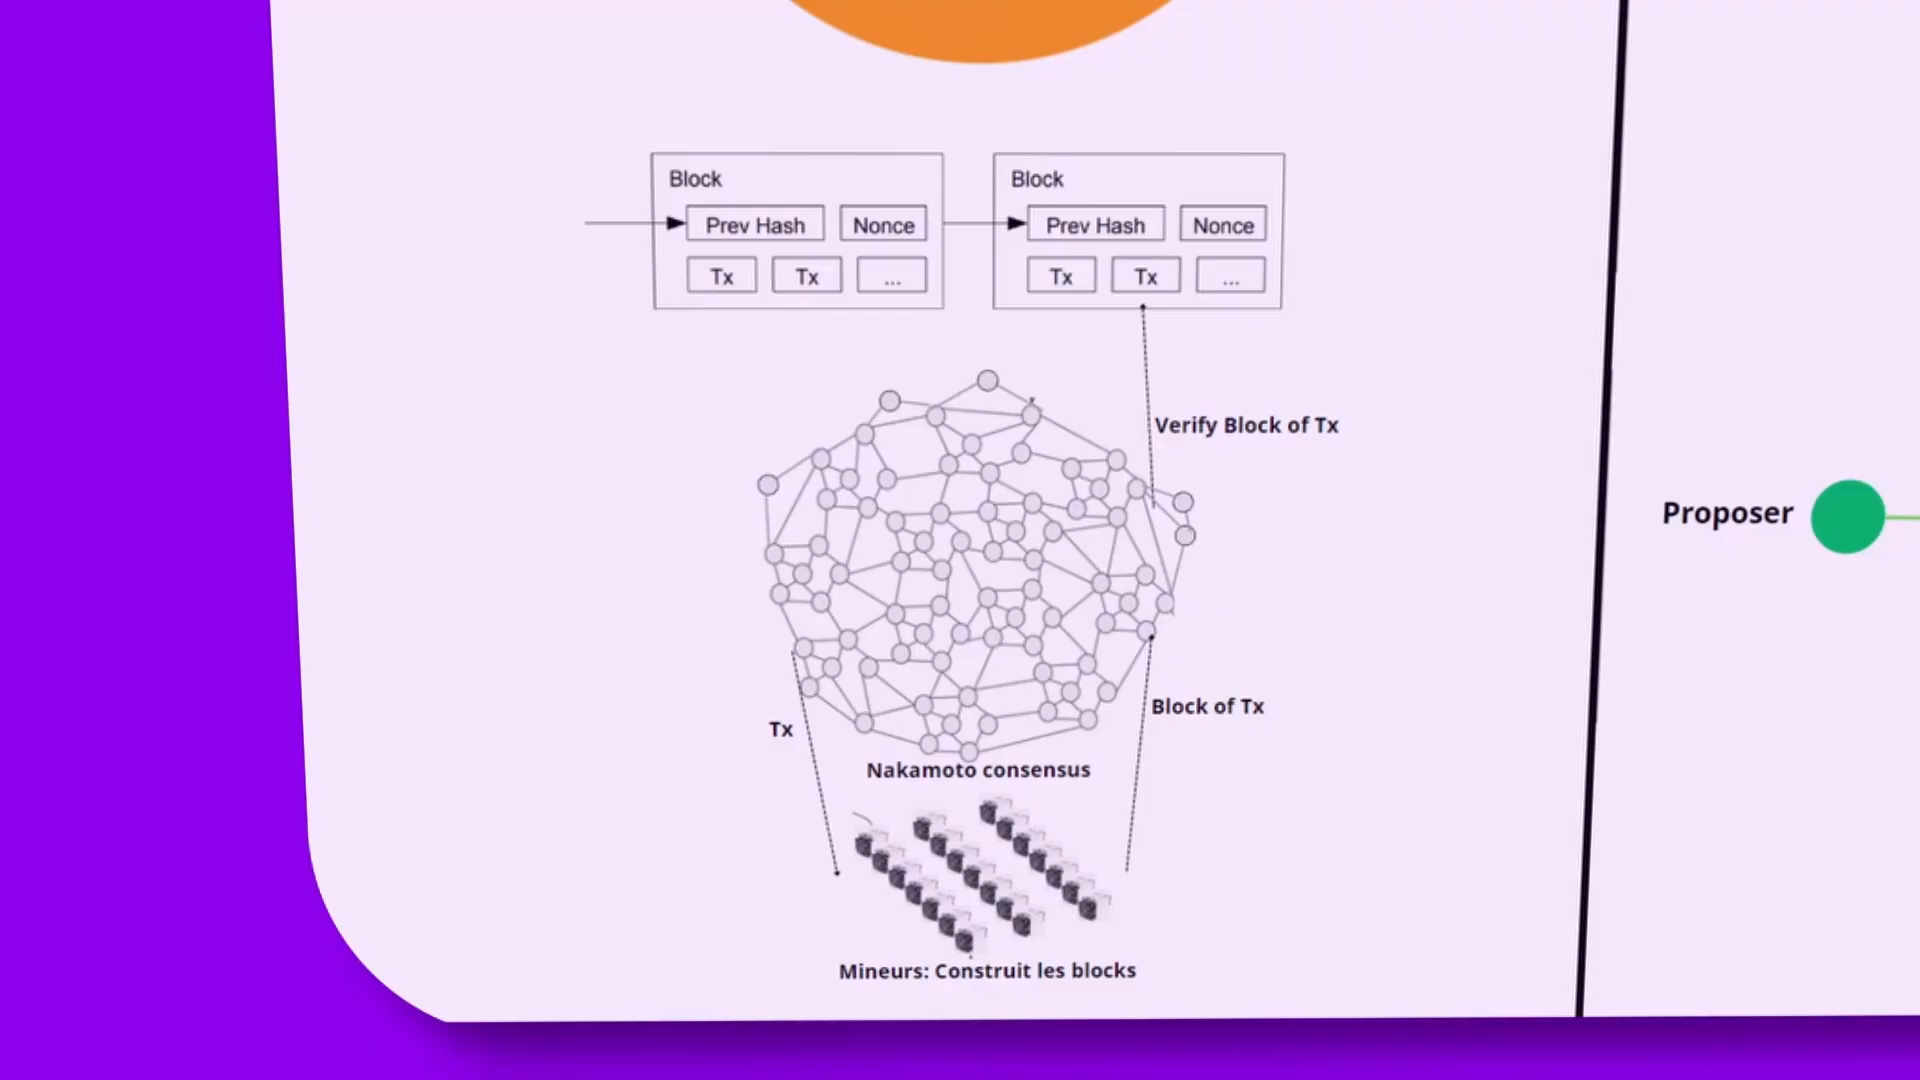 Block
Prev Hash
Nonce
Tx
Tx
...
Block
Prev Hash
Nonce
Tx
Tx
...
Verify Block of Tx
Proposer
Block of Tx
Tx
Nakamoto consensus
Mineurs: Construit les blocks